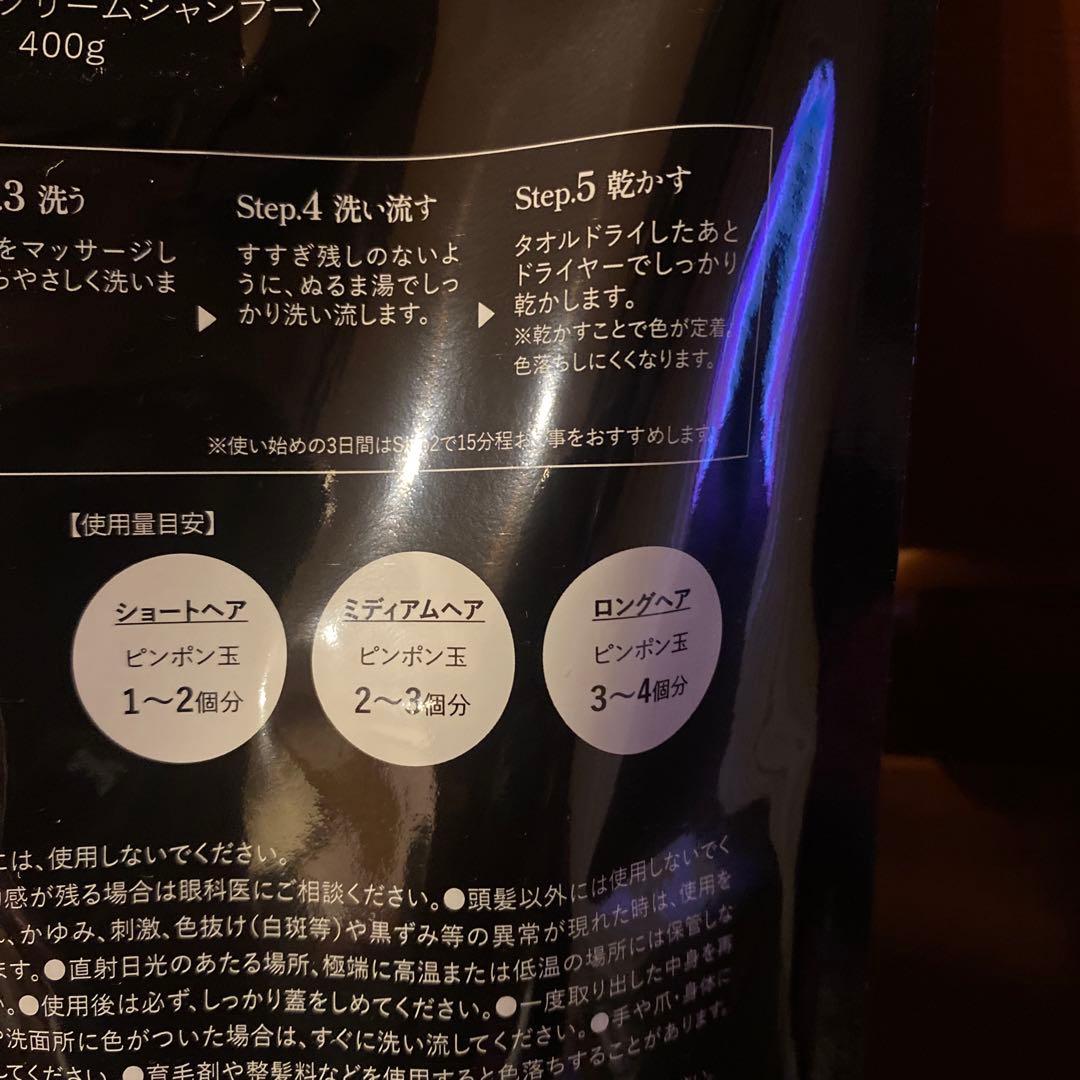 クリームシャンプー〉
400g
.3 洗う
をマッサージし
らやさしく洗いま
Step.4 洗い流す
すすぎ残しのないよ
うに、ぬるま湯でしっ
かり洗い流します。
Step.5 乾かす
タオルドライしたあと
ドライヤーでしっかり
乾かします。
※乾かすことで色が定着。
色落ちしにくくなります。
※使い始めの3日間はStep2で15分程お
事をおすすめします
【使用量目安】
ショートヘア
ピンポン玉
1〜2個分
ミディアムヘア
ピンポン玉
2〜3個分
ロングヘア
ピンポン玉
3〜4個分
には、使用しないでください。
感が残る場合は眼科医にご相談ください。●頭髪以外には使用しないでく
、かゆみ、刺激、色抜け(白斑等)や黒ずみ等の異常が現れた時は、使用を
ます。●直射日光のあたる場所、極端に高温または低温の場所には保管しな
い。●使用後は必ず、しっかり蓋をしめてください。●一度取り出した中身を再
や洗面所に色がついた場合は、すぐに洗い流してください。●手や爪・身体に
してください。●育毛剤や整髪料などを使用すると色落ちすることがあります。